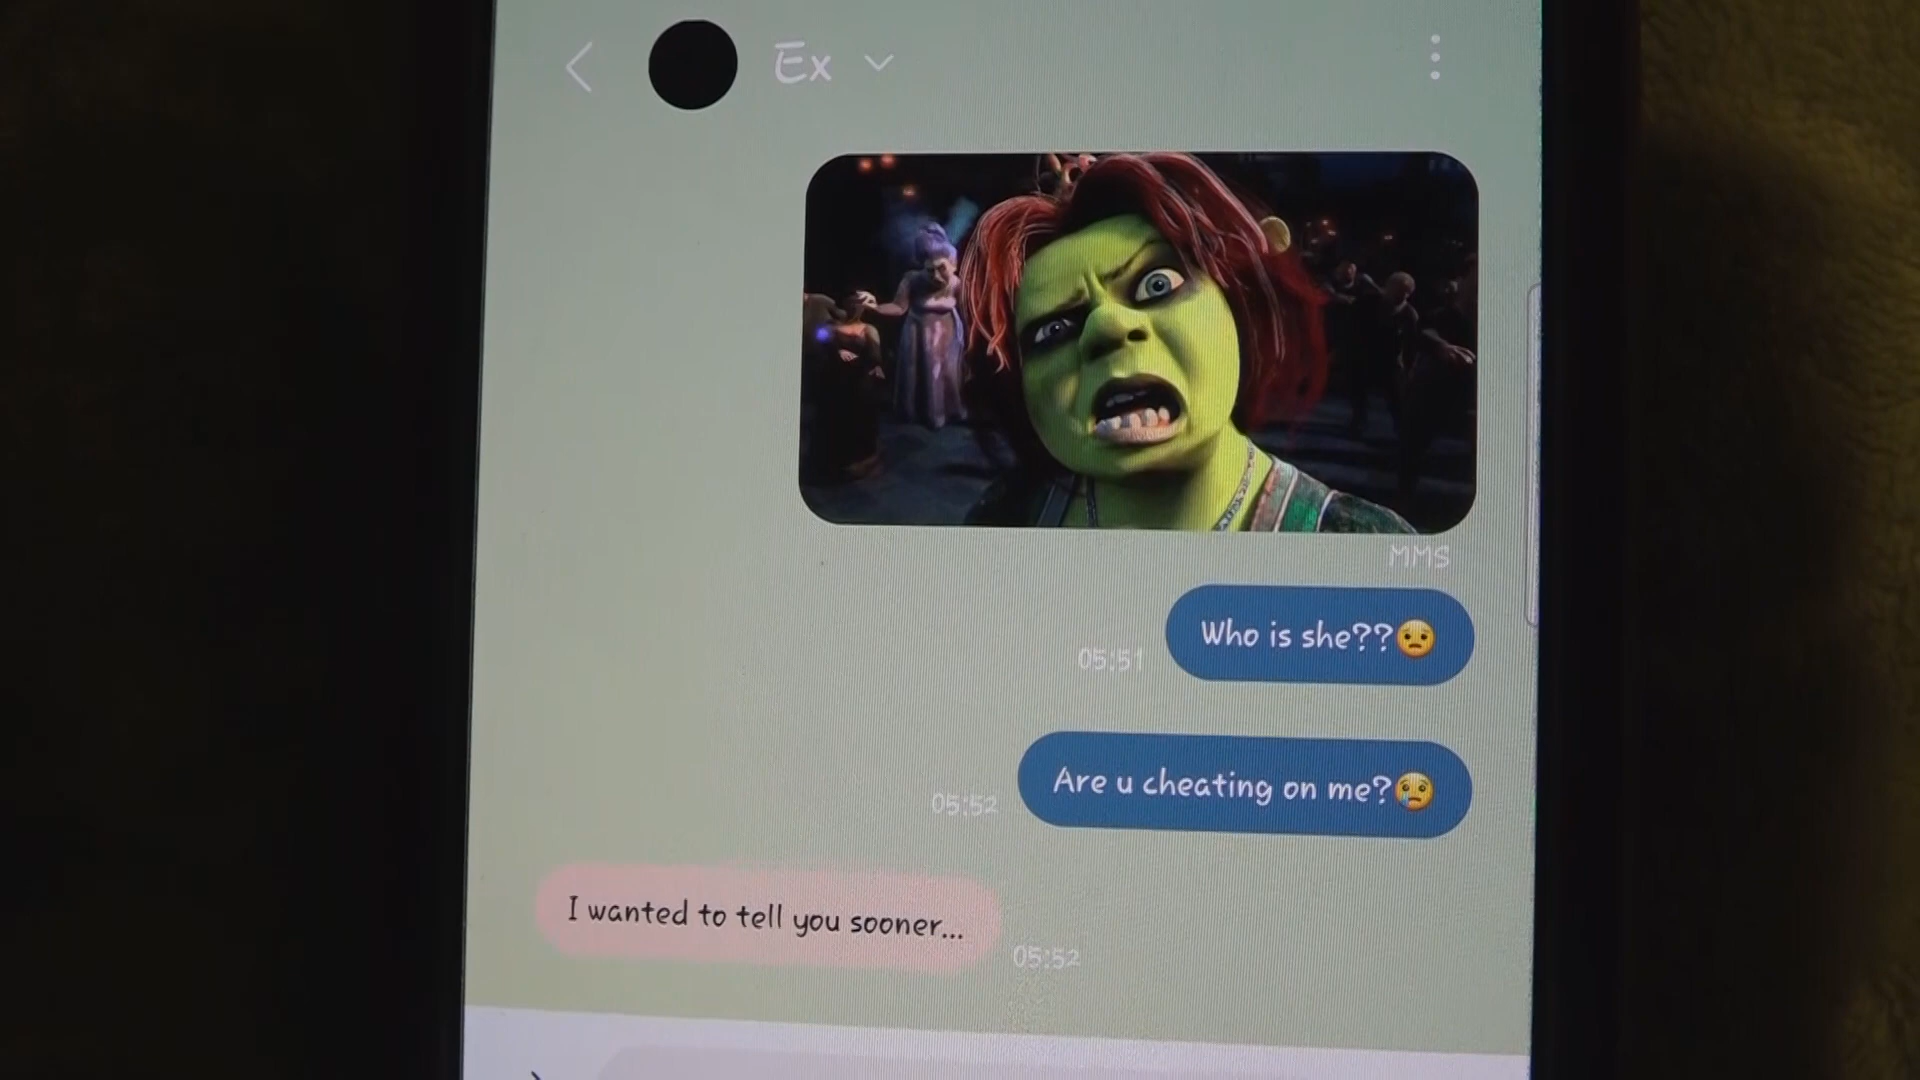 Ex
MMS
Who is she??😟
05:51
Are u cheating on me?😢
05:52
I wanted to tell you sooner...
05:52